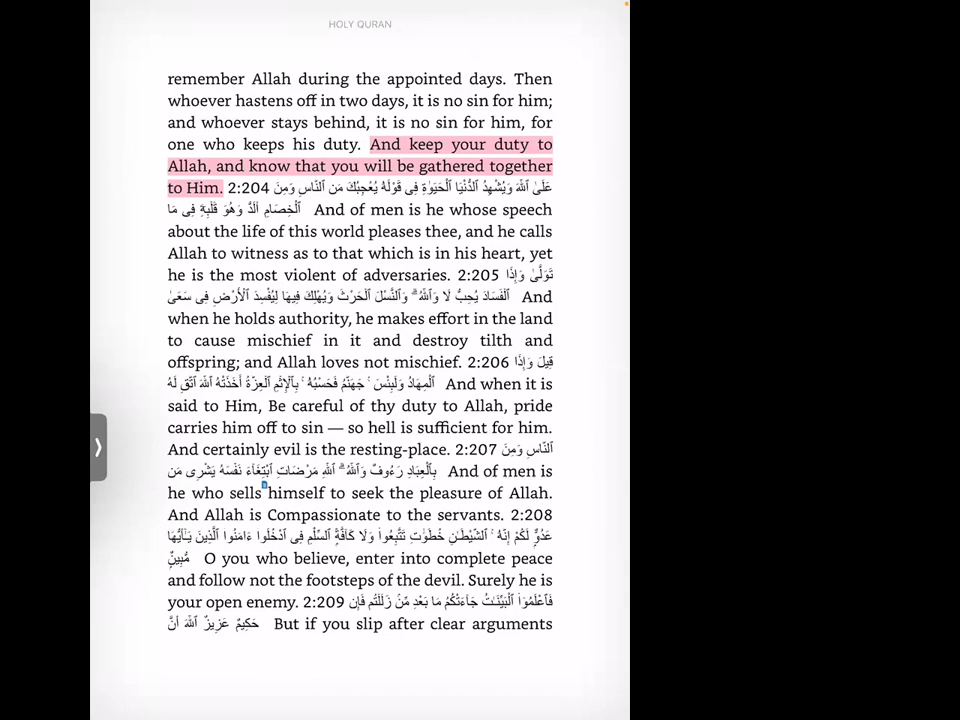 HOLY QURAN
remember Allah during the appointed days. Then
whoever hastens off in two days, it is no sin for him;
and whoever stays behind, it is no sin for him, for
one who keeps his duty. And keep your duty to
Allah, and know that you will be gathered together
to Him. 2:204 عَلَىٰ ٱللَّهَ وَيُشْهِدُ ٱلدُّنْيَا ٱلْحَيَوٰةِ فِى قَوْلُهُۥ يُعْجِبُكَ مَن ٱلنَّاسِ وَمِنَ
ٱلْخِصَامِ أَلَدُّ وَهُوَ قَلْبِهِۦ فِى مَا And of men is he whose speech
about the life of this world pleases thee, and he calls
Allah to witness as to that which is in his heart, yet
he is the most violent of adversaries. 2:205 تَوَلَّىٰ وَإِذَا
ٱلْفَسَادَ يُحِبُّ لَا وَٱللَّهُ ۗ وَٱلنَّسْلَ ٱلْحَرْثَ وَيُهْلِكَ فِيهَا لِيُفْسِدَ ٱلْأَرْضِ فِى سَعَىٰ And
when he holds authority, he makes effort in the land
to cause mischief in it and destroy tilth and
offspring; and Allah loves not mischief. 2:206 قِيلَ وَإِذَا
ٱلْمِهَادُ وَلَبِئْسَ ۚ جَهَنَّمُ فَحَسْبُهُۥ ۚ بِٱلْإِثْمِ ٱلْعِزَّةُ أَخَذَتْهُ ٱللَّهَ ٱتَّقِ لَهُ And when it is
said to Him, Be careful of thy duty to Allah, pride
carries him off to sin — so hell is sufficient for him.
And certainly evil is the resting-place. 2:207 ٱلنَّاسِ وَمِنَ
بِٱلْعِبَادِ رَءُوفٌۢ وَٱللَّهُ ۗ ٱللَّهِ مَرْضَاتِ ٱبْتِغَآءَ نَفْسَهُ يَشْرِى مَن And of men is
he who sells himself to seek the pleasure of Allah.
And Allah is Compassionate to the servants. 2:208
عَدُوٌّ لَكُمْ إِنَّهُۥ ۚ ٱلشَّيْطَـٰنِ خُطُوَٰتِ تَتَّبِعُوا۟ وَلَا كَآفَّةً ٱلسِّلْمِ فِى ٱدْخُلُوا۟ ءَامَنُوا۟ ٱلَّذِينَ يَـٰٓأَيُّهَا
مُّبِينٌ O you who believe, enter into complete peace
and follow not the footsteps of the devil. Surely he is
your open enemy. 2:209 فَٱعْلَمُوٓا۟ ٱلْبَيِّنَـٰتُ جَآءَتْكُمُ مَا بَعْدِ مِّنۢ زَلَلْتُم فَإِن
حَكِيمٌ عَزِيزٌ ٱللَّهَ أَنَّ But if you slip after clear arguments